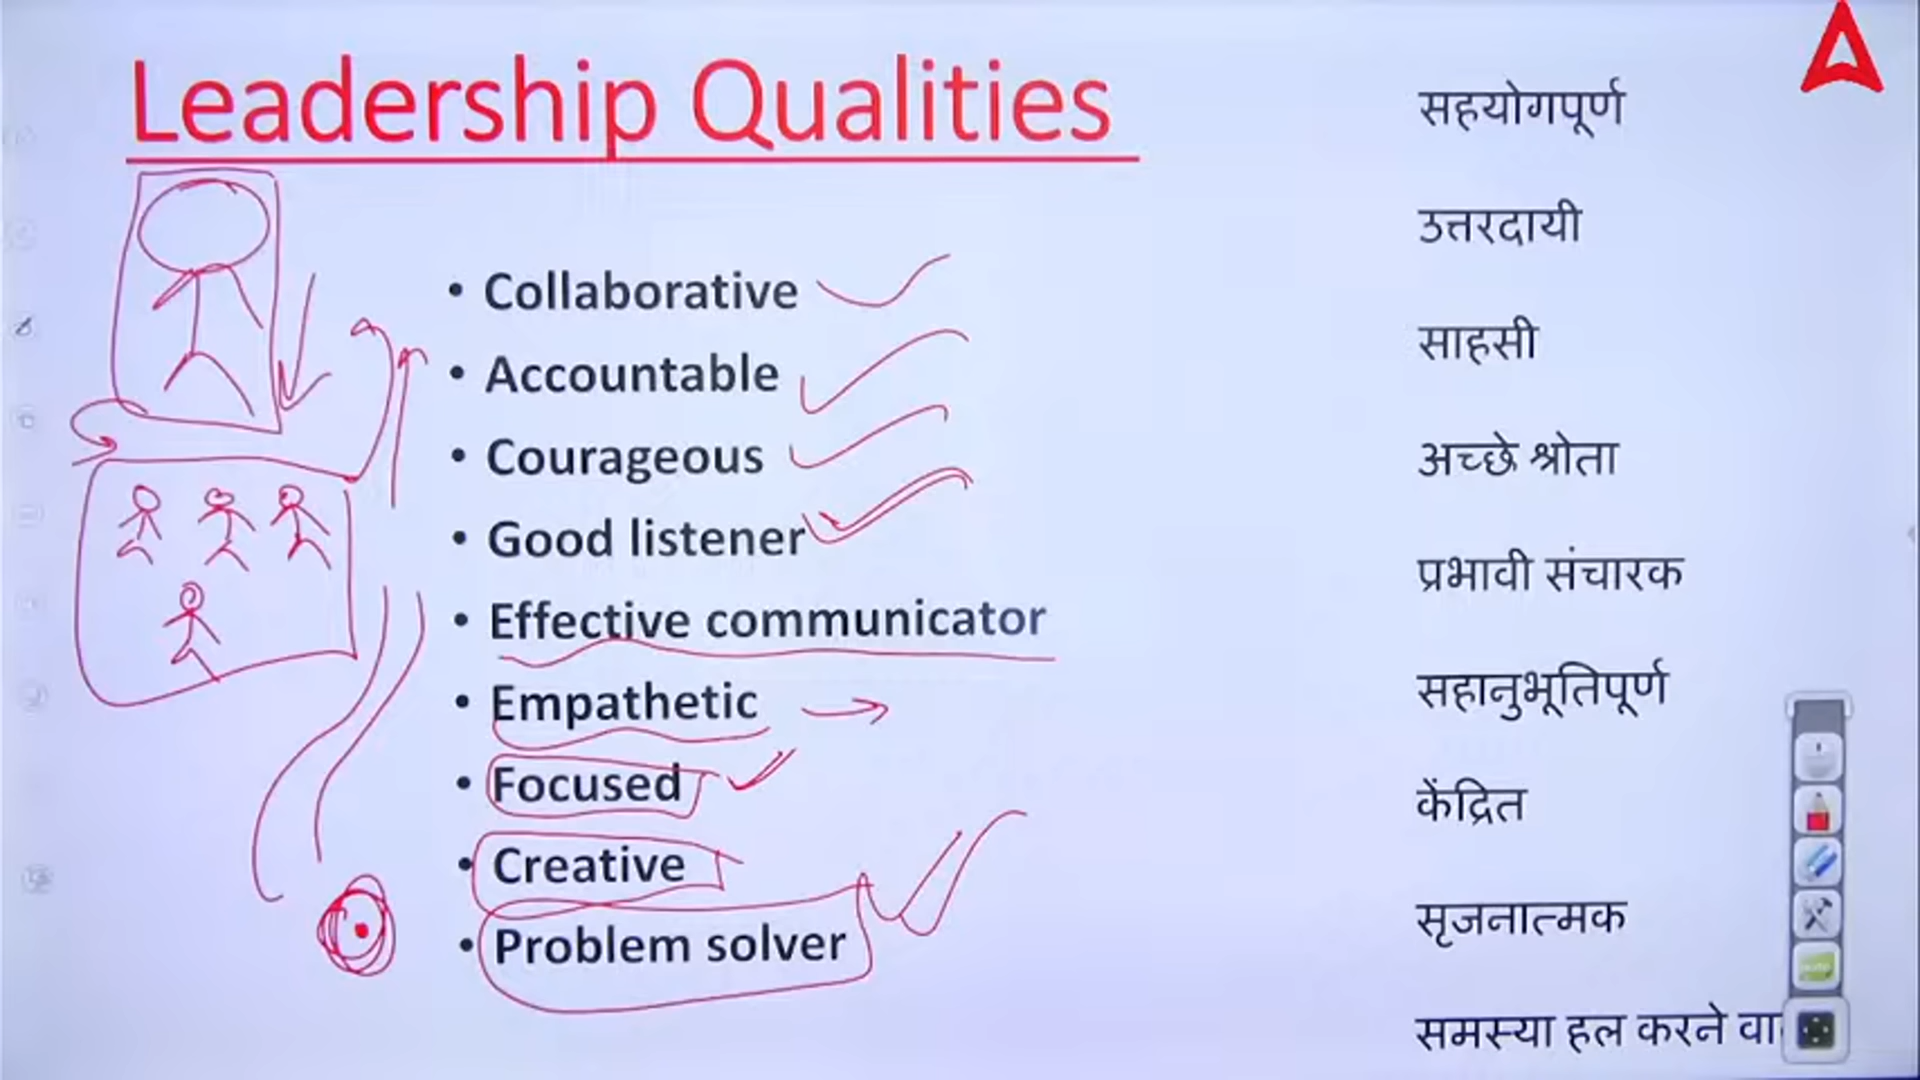 Leadership Qualities
• Collaborative
• Accountable
• Courageous
• Good listener
• Effective communicator
• Empathetic
• Focused
• Creative
• Problem solver
सहयोगपूर्ण
उत्तरदायी
साहसी
अच्छे श्रोता
प्रभावी संचारक
सहानुभूतिपूर्ण
केंद्रित
सृजनात्मक
समस्या हल करने